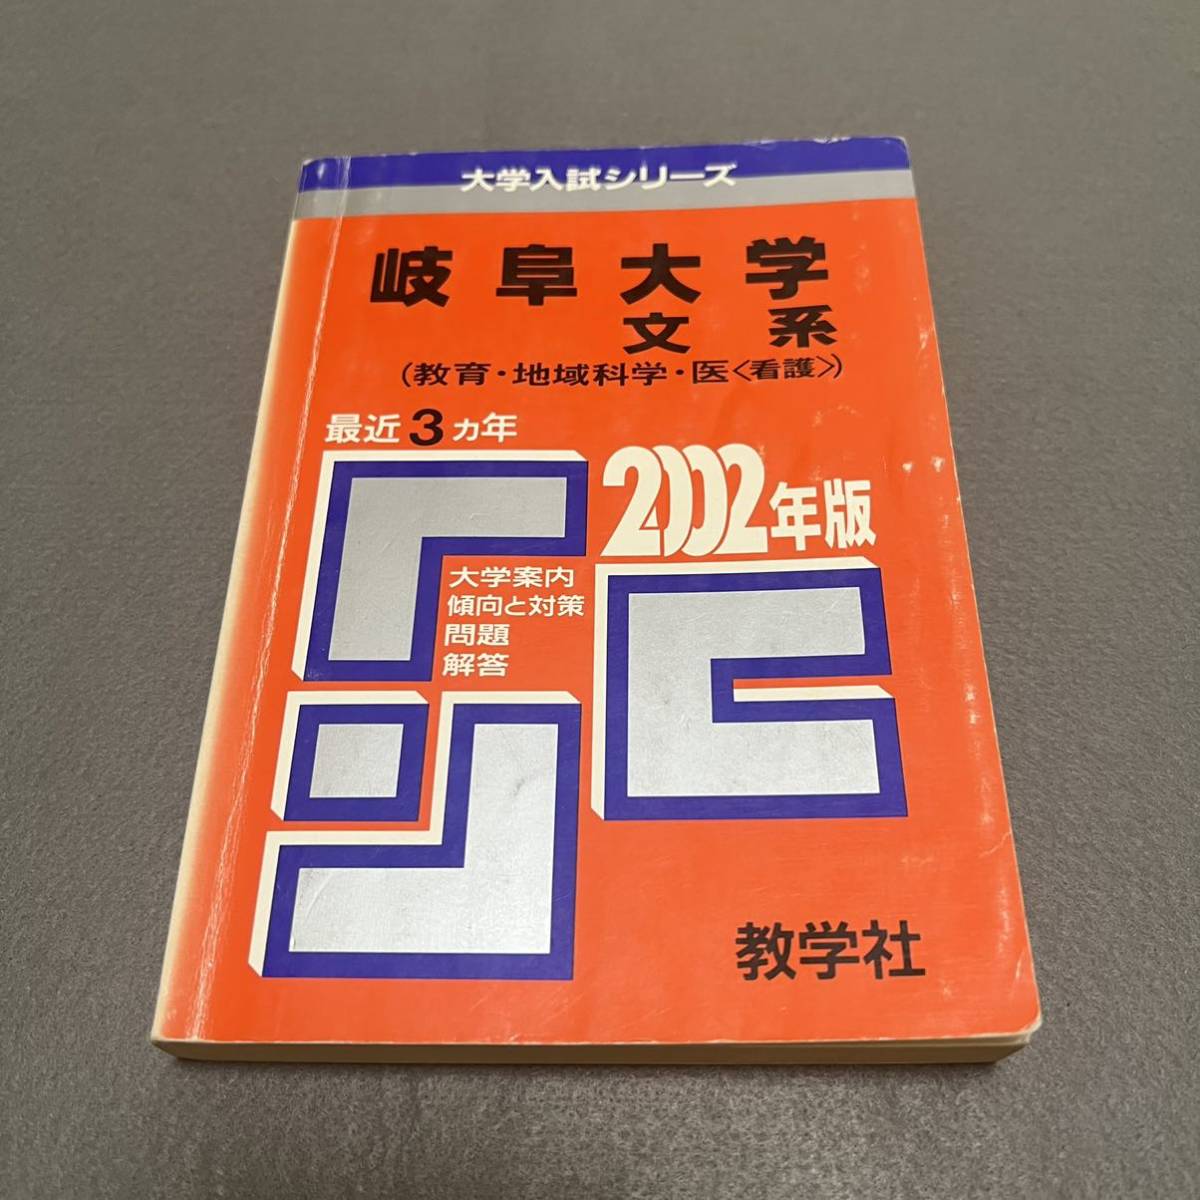 大学入試シリーズ
岐阜大学
文系
(教育・地域科学・医〈看護〉)
最近3ヵ年
2002年版
大学案内
傾向と対策
問題
解答
教学社